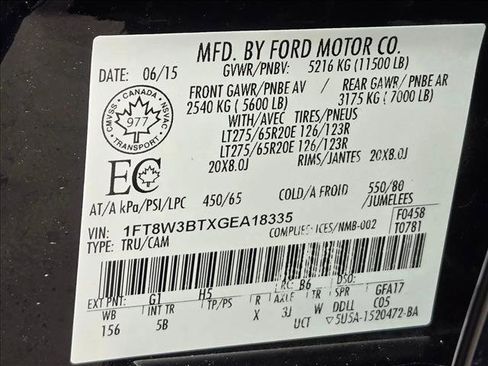 MFD. BY FORD MOTOR CO.
DATE: 06/15 GVWR/PNBV: 5216 KG (11500 LB)
FRONT GAWR/PNBE AV / REAR GAWR/PNBE AR
2540 KG ( 5600 LB) 3175 KG ( 7000 LB)
WITH/AVEC TIRES/PNEUS
LT275/65R20E 126/123R
LT275/65R20E 126/123R
20X8.0J RIMS/JANTES 20X8.0J
CMVSS · CANADA · NSVAC
977
TRANSPORT
EC
AT/A kPa/PSI/LPC 450/65 COLD/A FROID 550/80
/JUMELEES
VIN: 1FT8W3BTXGEA18335 COMPLIES ICES/NMB-002 F0458
TYPE: TRU/CAM T0781
EXT PNT: G1 H5 RC: B6 DSO:
WB INT TR TP/PS R AX TR SPR GFA17
156 5B X 3J W DDLL C05
UCT 5U5A-1520472-BA